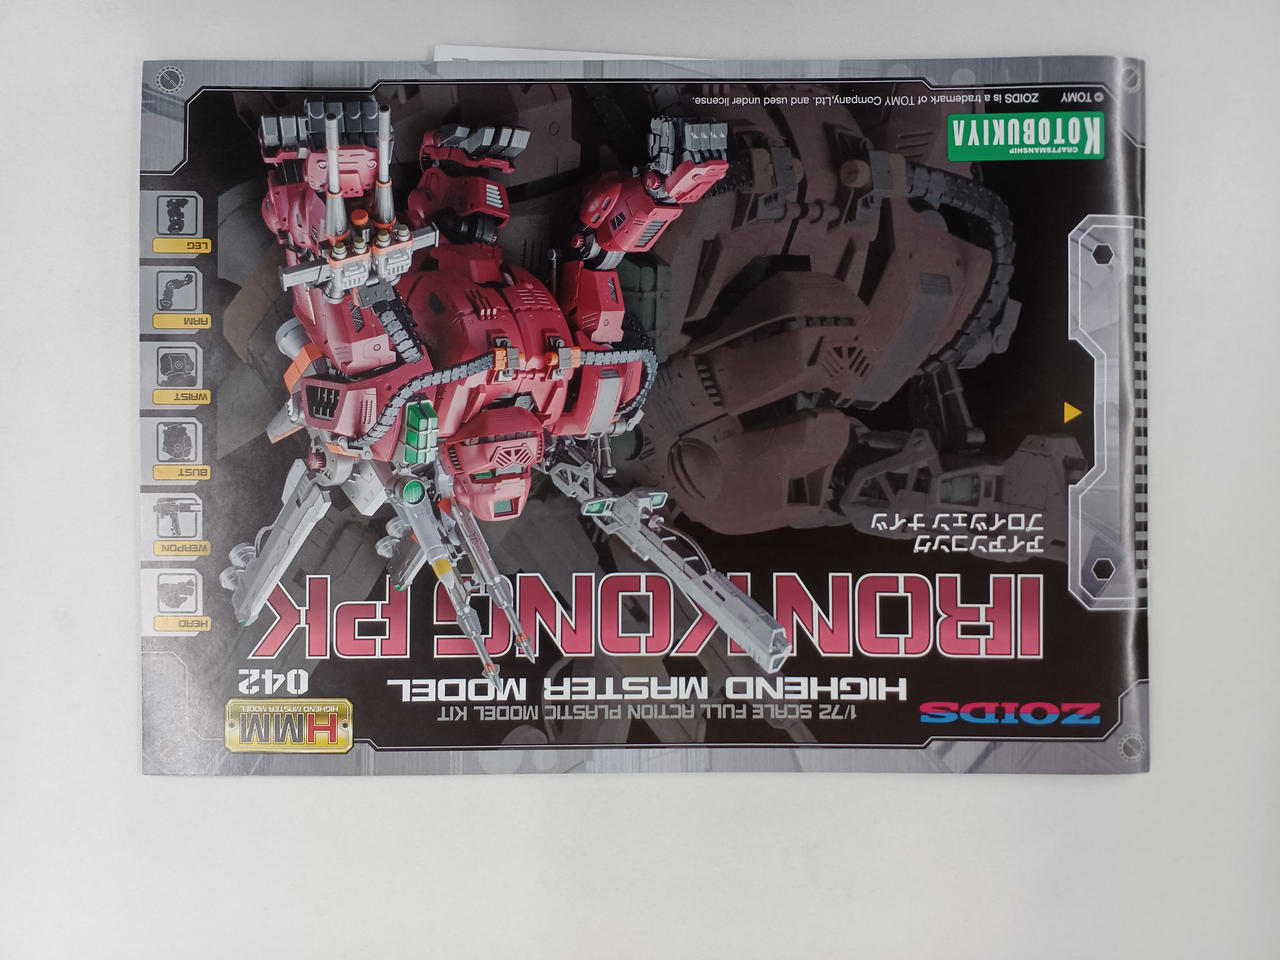 ZOIDS
1/72 SCALE FULL ACTION PLASTIC MODEL KIT
HIGHEND MASTER MODEL
HMM
HIGHEND MASTER MODEL
042
IRON KONG PK
アイアンコング
プロイツェン ナイツ
HEAD
WEAPON
BUST
WRIST
ARM
LEG
CRAFTSMANSHIP
KOTOBUKIYA
© TOMY ZOIDS is a trademark of TOMY Company,Ltd. and used under license.